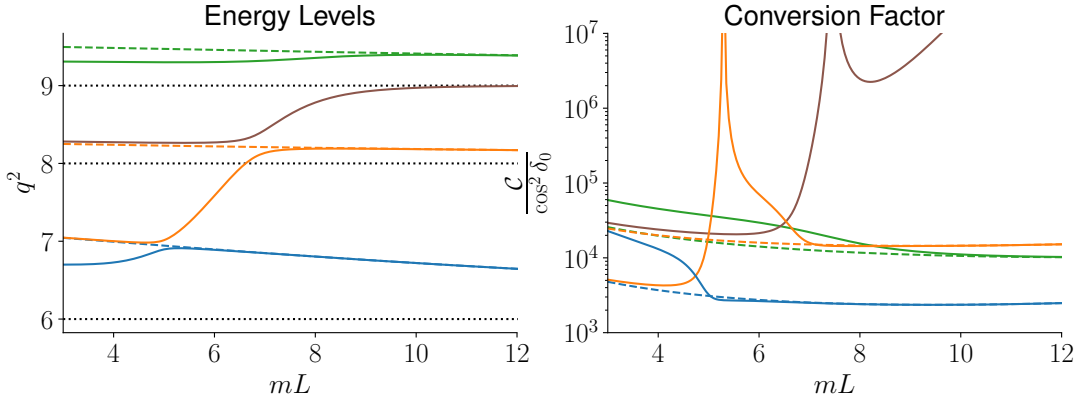 Energy Levels
q²
9
8
7
6
4
6
8
10
12
mL
Conversion Factor
C
cos² δ₀
10⁷
10⁶
10⁵
10⁴
10³
4
6
8
10
12
mL